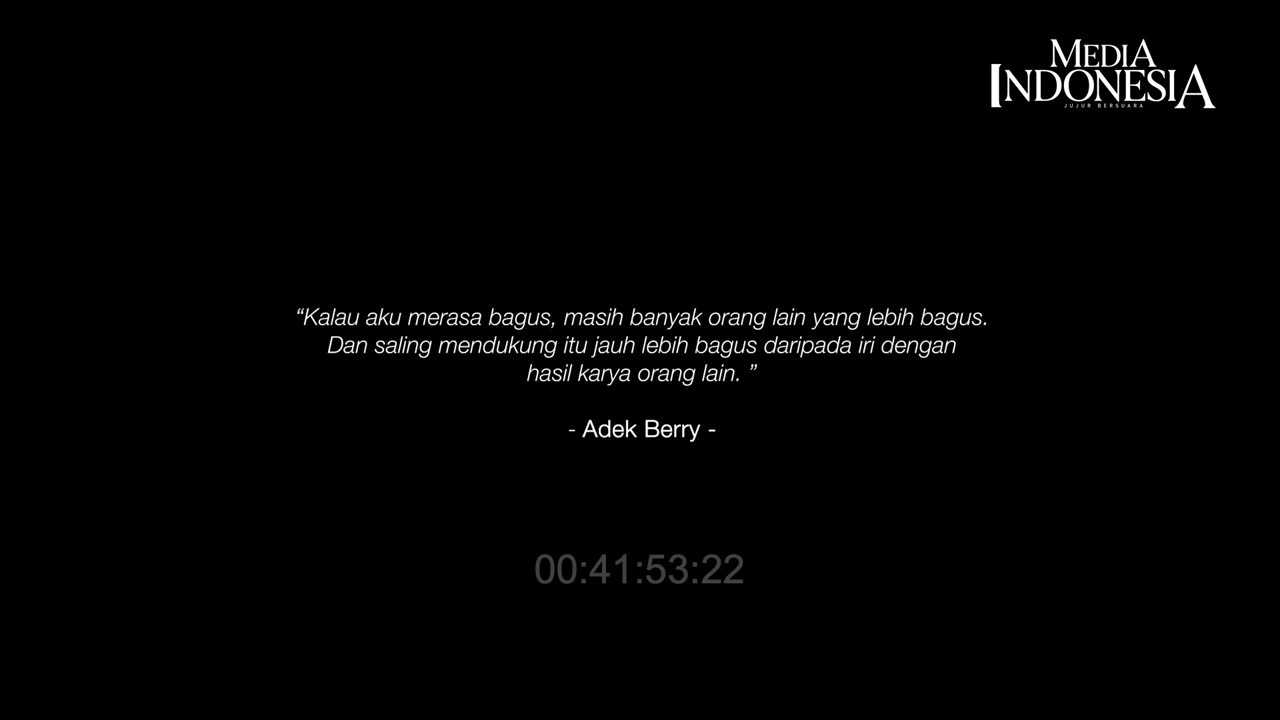 MEDIA
INDONESIA
JUJUR BERSUARA
“Kalau aku merasa bagus, masih banyak orang lain yang lebih bagus.
Dan saling mendukung itu jauh lebih bagus daripada iri dengan
hasil karya orang lain. ”
- Adek Berry -
00:41:53:22